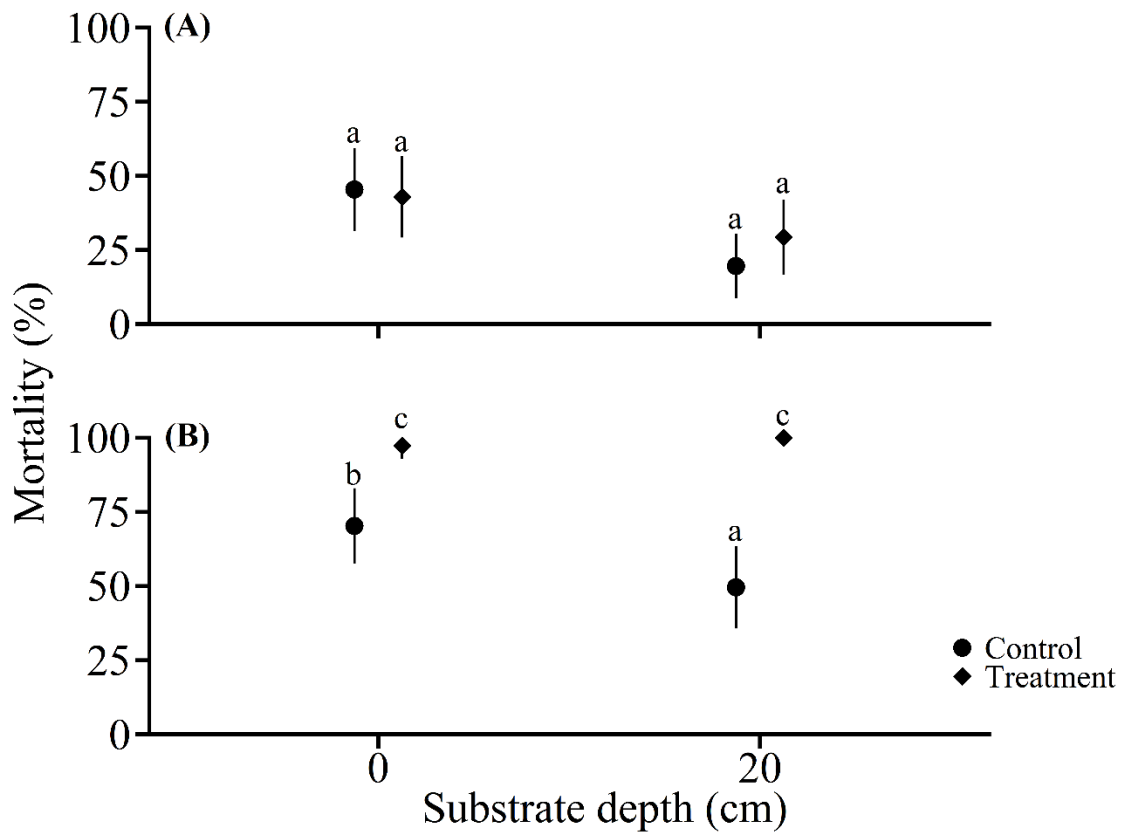 Mortality (%)
(A)
100
75
50
25
0
a
a
a
a
(B)
100
75
50
25
0
b
c
a
c
0
20
Substrate depth (cm)
Control
Treatment